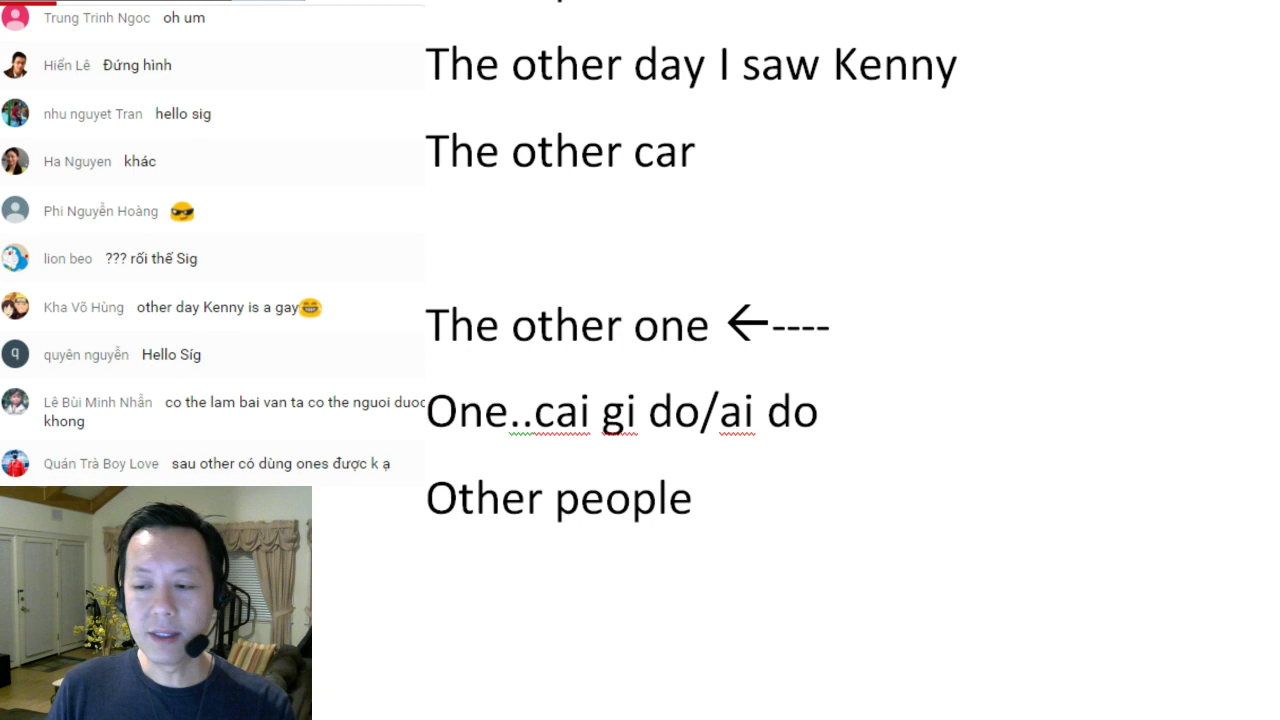 Trung Trinh Ngoc oh um
Hiển Lê Đứng hình
nhu nguyet Tran hello sig
Ha Nguyen khác
Phi Nguyễn Hoàng 😎
lion beo ??? rối thế Sig
Kha Võ Hùng other day Kenny is a gay😂
q quyên nguyễn Hello Síg
Lê Bùi Minh Nhẫn co the lam bai van ta co the nguoi duoc
khong
Quán Trà Boy Love sau other có dùng ones được k ạ
The other day I saw Kenny
The other car
The other one ←----
One..cai gi do/ai do
Other people